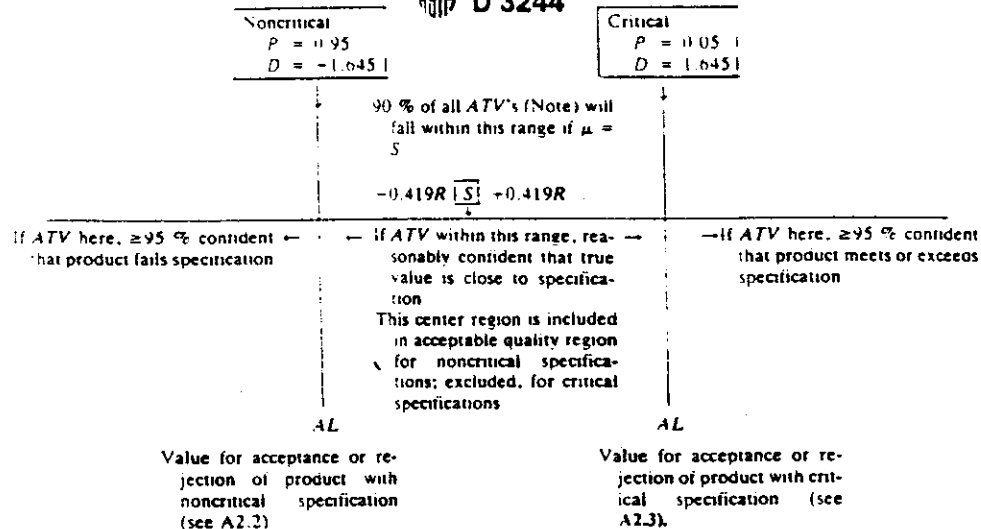 D 3244
Noncritical
P = 0.95
D = -1.645
Critical
P = 0.05
D = 1.645
90 % of all ATV's (Note) will
fall within this range if μ =
S
-0.419R S +0.419R
If ATV here, ≥95 % confident ←
that product fails specification
← If ATV within this range, rea- →
sonably confident that true
value is close to specifica-
tion
This center region is included
in acceptable quality region
for noncritical specifica-
tions; excluded, for critical
specifications
→If ATV here, ≥95 % confident
that product meets or exceeds
specification
AL
Value for acceptance or re-
jection of product with
noncritical specification
(see A2.2)
AL
Value for acceptance or re-
jection of product with crit-
ical specification (see
A2.3).